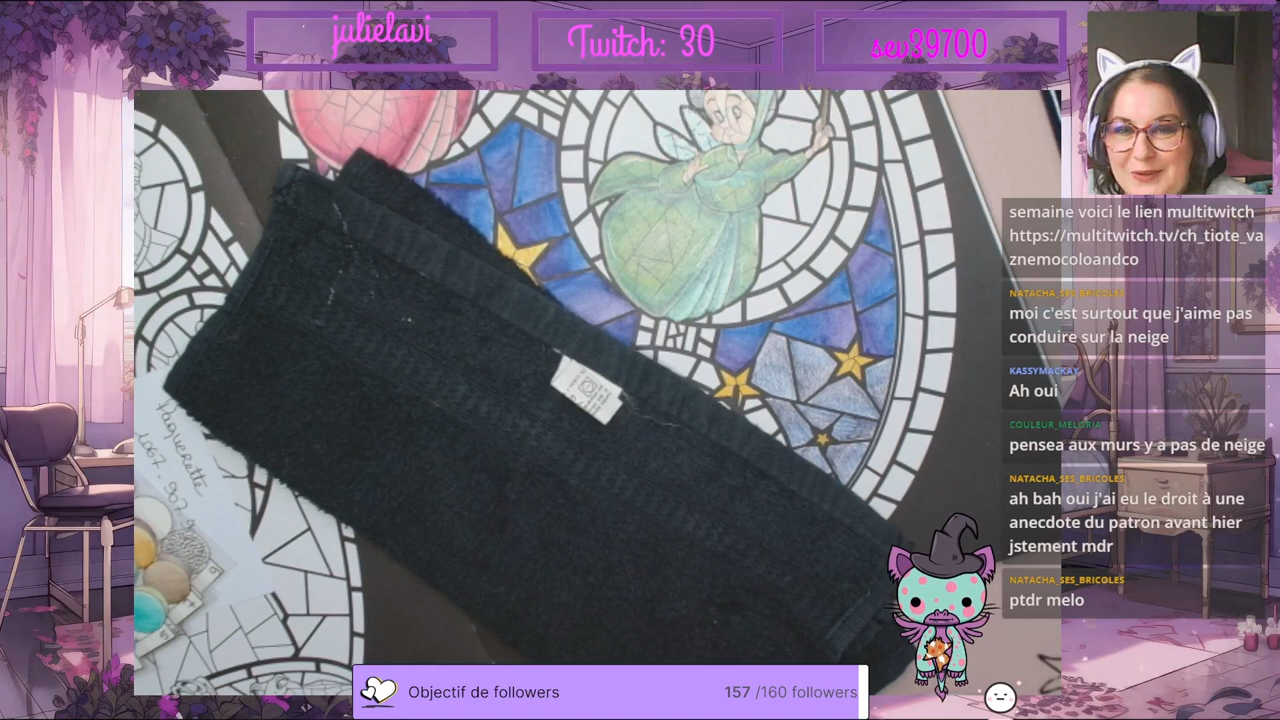 julielavi
Twitch: 30
sev39700
semaine voici le lien multitwitch
https://multitwitch.tv/ch_tiote_va
znemocoloandco
NATACHA_SES_BRICOLES
moi c'est surtout que j'aime pas
conduire sur la neige
KASSYMACKAY
Ah oui
COULEUR_MELORIA
pensea aux murs y a pas de neige
NATACHA_SES_BRICOLES
ah bah oui j'ai eu le droit à une
anecdote du patron avant hier
jstement mdr
NATACHA_SES_BRICOLES
ptdr melo
Paquerette
1067 - 907
Objectif de followers
157 /160 followers